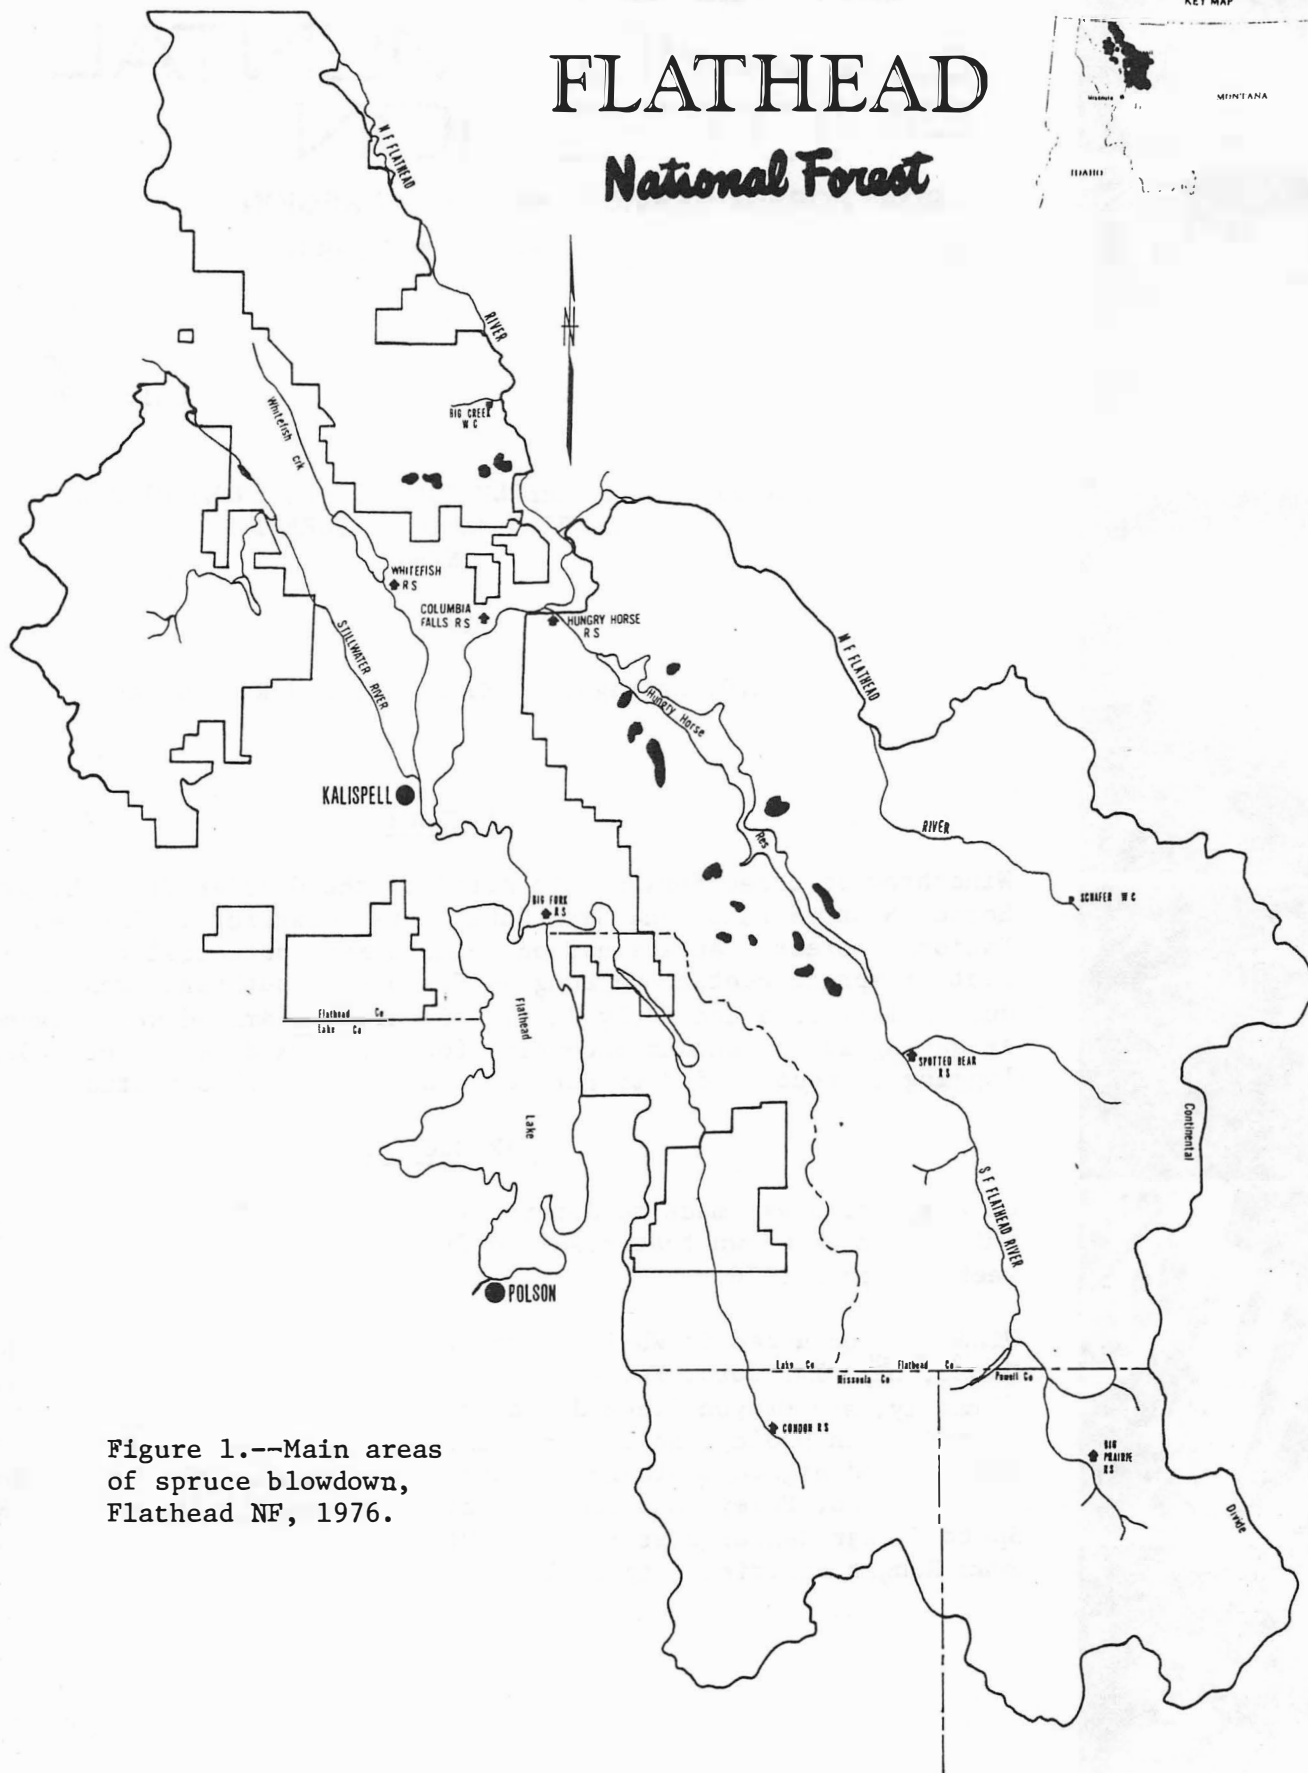 KEY MAP
FLATHEAD
National Forest
MONTANA
Missoula
IDAHO
N F FLATHEAD
RIVER
BIG CREEK
W C
Whitefish crk
WHITEFISH
R S
COLUMBIA
FALLS R S
HUNGRY HORSE
R S
STILLWATER RIVER
Hungry Horse
Res
M F FLATHEAD
RIVER
SCHAFER W C
KALISPELL
BIG FORK
R S
Flathead Co
Lake Co
Flathead
Lake
SPOTTED BEAR
R S
Continental
S F FLATHEAD RIVER
POLSON
Lake Co
Flathead Co
Missoula Co
Powell Co
CONDON R S
BIG
PRAIRIE
R S
Divide
Figure 1.--Main areas
of spruce blowdown,
Flathead NF, 1976.